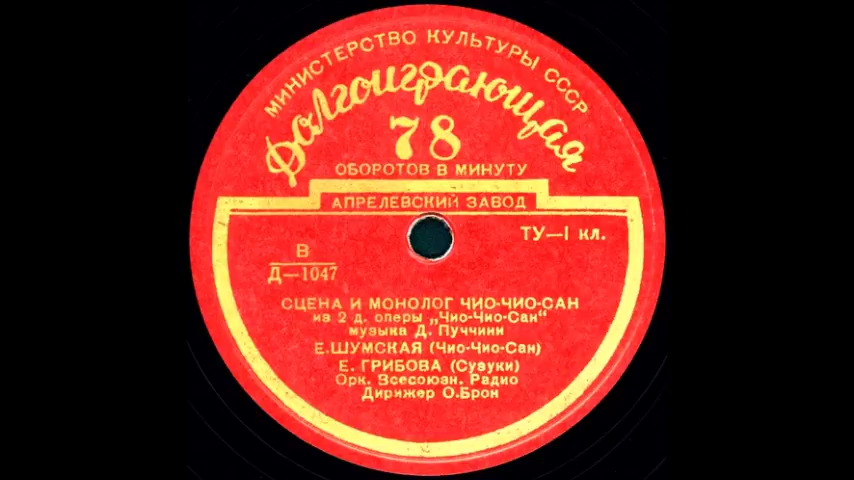 МИНИСТЕРСТВО КУЛЬТУРЫ СССР
Долгоиграющая
78
ОБОРОТОВ В МИНУТУ
АПРЕЛЕВСКИЙ ЗАВОД
ТУ—I кл.
В
Д—1047
СЦЕНА И МОНОЛОГ ЧИО-ЧИО-САН
из 2 д. оперы „Чио-Чио-Сан“
музыка Д. Пуччини
Е.ШУМСКАЯ (Чио-Чио-Сан)
Е. ГРИБОВА (Сузуки)
Орк. Всесоюзн. Радио
Дирижер О.Брон